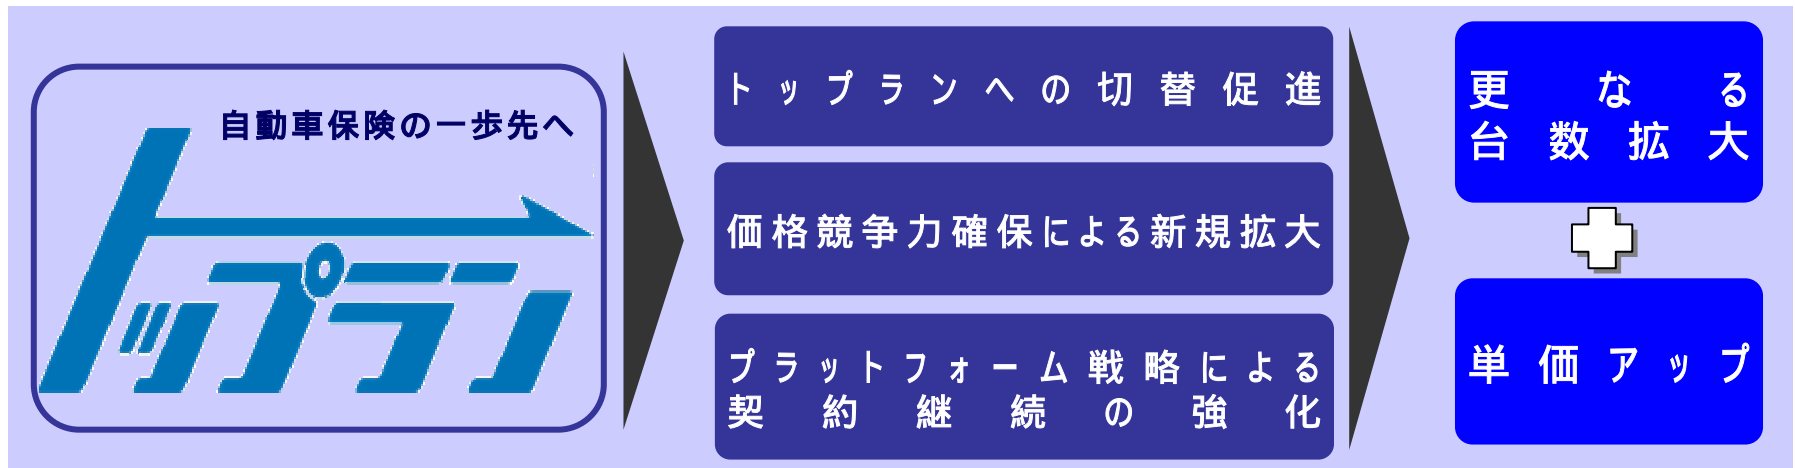 自動車保険の一歩先へ
トップラン
トップランへの切替促進
価格競争力確保による新規拡大
プラットフォーム戦略による
契約継続の強化
更なる
台数拡大
単価アップ